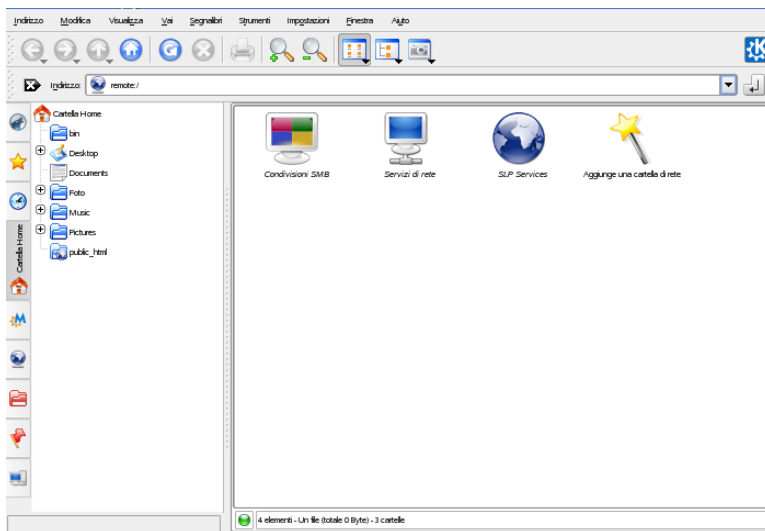 Indirizzo Modifica Visualizza Vai Segnalibri Strumenti Impostazioni Finestra Aiuto
Indirizzo: remote:/
Cartella Home
Cartella Home
bin
Desktop
Documents
Foto
Music
Pictures
public_html
Condivisioni SMB
Servizi di rete
SLP Services
Aggiunge una cartella di rete
4 elementi - Un file (totale 0 Byte) - 3 cartelle